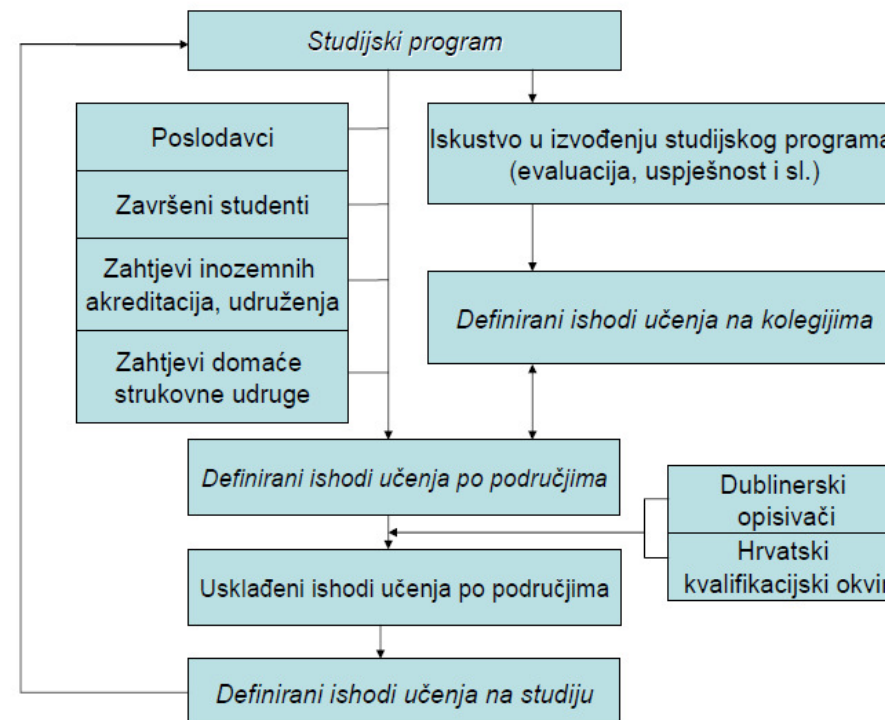 Studijski program
Poslodavci
Završeni studenti
Zahtjevi inozemnih
akreditacija, udruženja
Zahtjevi domaće
strukovne udruge
Iskustvo u izvođenju studijskog programa
(evaluacija, uspješnost i sl.)
Definirani ishodi učenja na kolegijima
Definirani ishodi učenja po područjima
Dublinerski
opisivači
Hrvatski
kvalifikacijski okvir
Usklađeni ishodi učenja po područjima
Definirani ishodi učenja na studiju